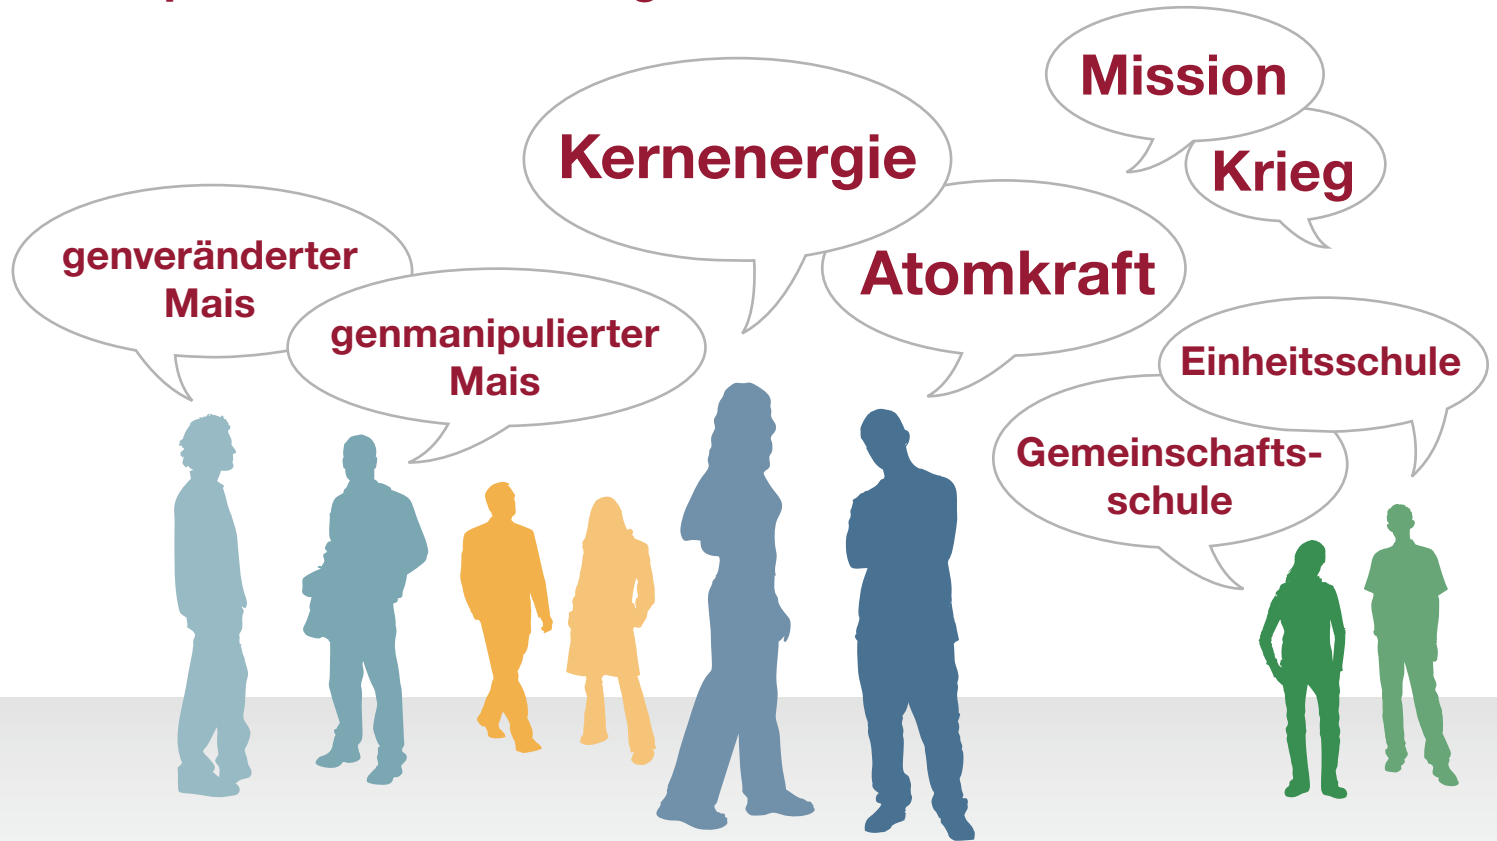 Mission
Kernenergie
Krieg
genveränderter
Mais
Atomkraft
genmanipulierter
Mais
Einheitsschule
Gemeinschafts-
schule